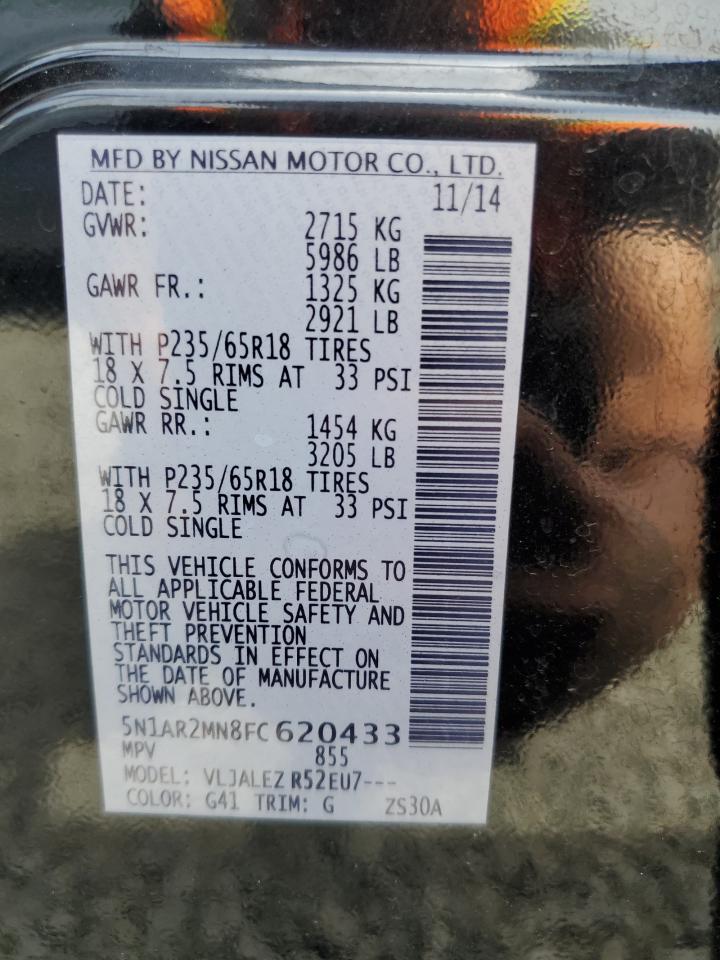 MFD BY NISSAN MOTOR CO., LTD.
DATE: 11/14
GVWR: 2715 KG
5986 LB
GAWR FR.: 1325 KG
2921 LB
WITH P235/65R18 TIRES
18 X 7.5 RIMS AT 33 PSI
COLD SINGLE
GAWR RR.: 1454 KG
3205 LB
WITH P235/65R18 TIRES
18 X 7.5 RIMS AT 33 PSI
COLD SINGLE
THIS VEHICLE CONFORMS TO
ALL APPLICABLE FEDERAL
MOTOR VEHICLE SAFETY AND
THEFT PREVENTION
STANDARDS IN EFFECT ON
THE DATE OF MANUFACTURE
SHOWN ABOVE.
5N1AR2MN8FC 620433
MPV 855
MODEL: VLJALEZ R52EU7---
COLOR: G41 TRIM: G ZS30A